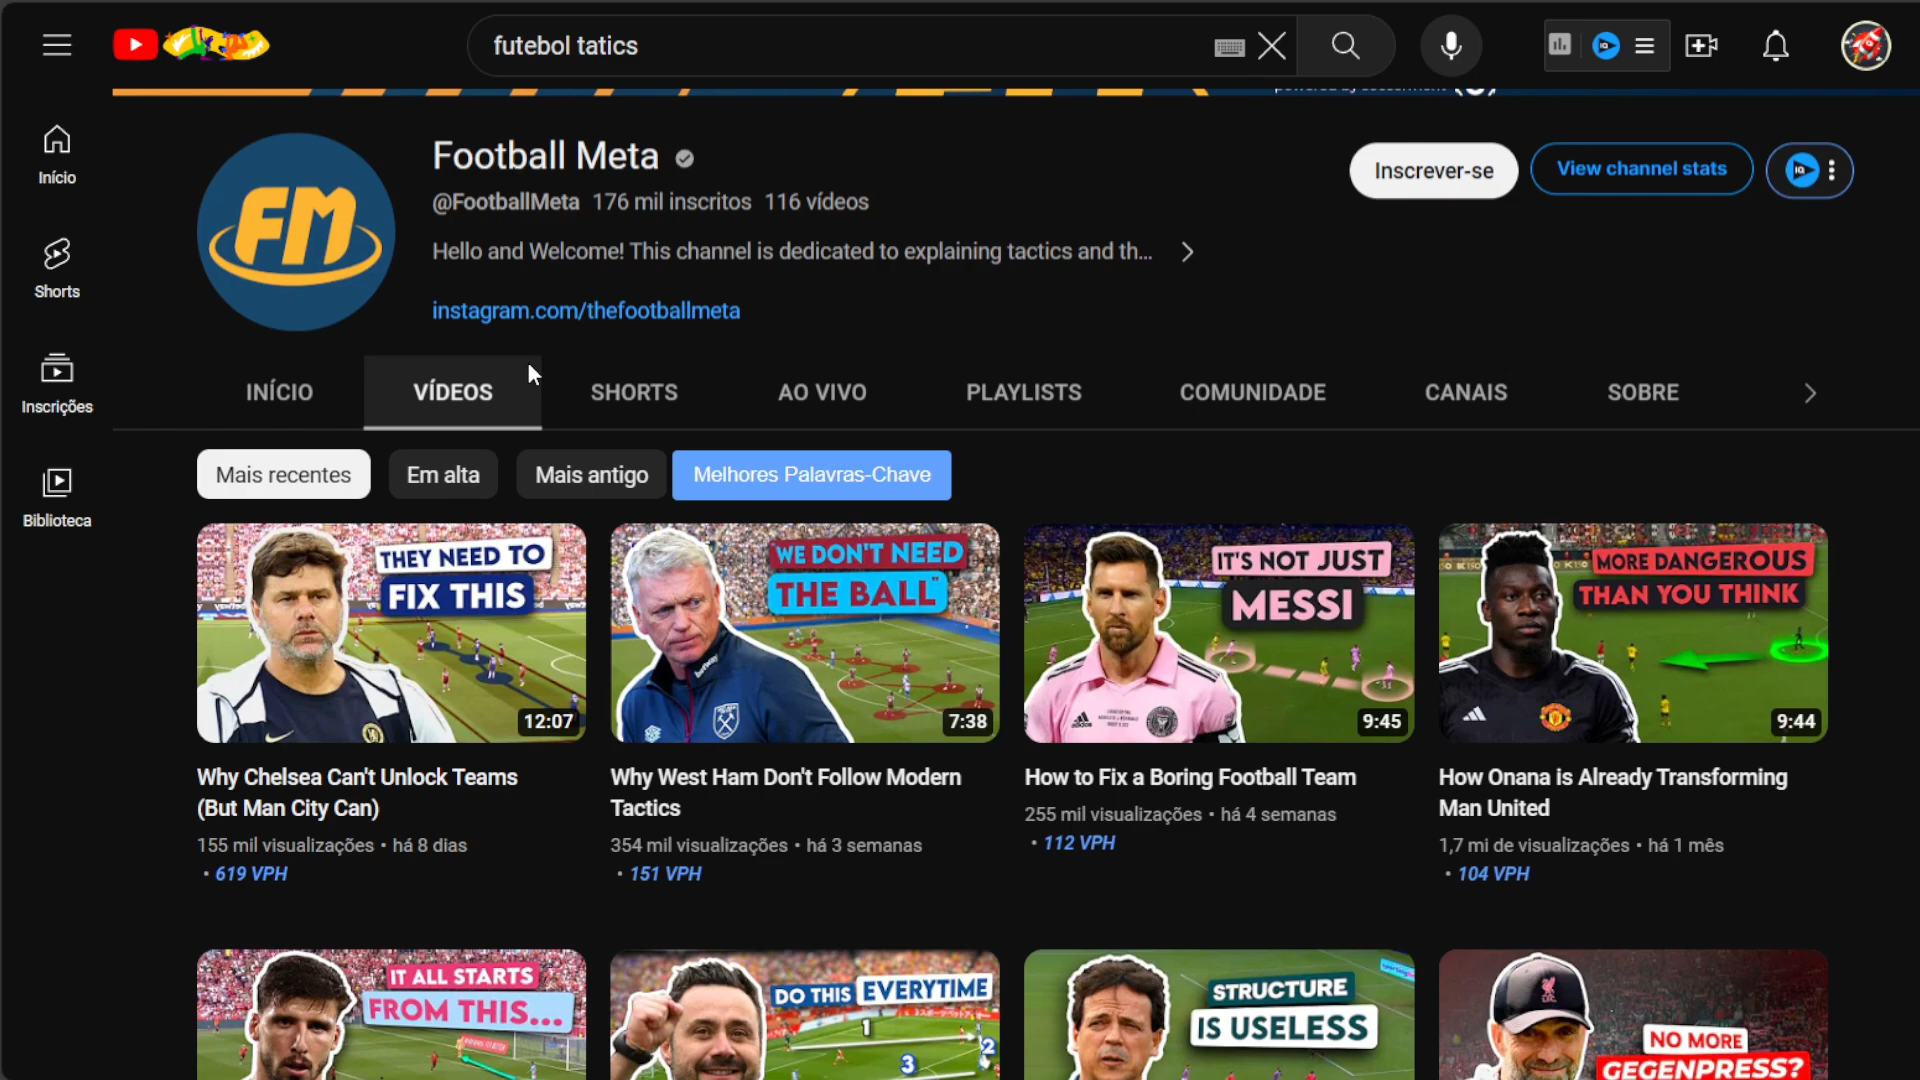 futebol tatics
powered by soccerment
Football Meta
@FootballMeta 176 mil inscritos 116 vídeos
Hello and Welcome! This channel is dedicated to explaining tactics and th...
instagram.com/thefootballmeta
Inscrever-se
View channel stats
FM
Início
Shorts
Inscrições
Biblioteca
INÍCIO VÍDEOS SHORTS AO VIVO PLAYLISTS COMUNIDADE CANAIS SOBRE
Mais recentes Em alta Mais antigo Melhores Palavras-Chave
THEY NEED TO
FIX THIS
12:07
WE DON'T NEED
THE BALL"
7:38
IT'S NOT JUST
MESSI
9:45
MORE DANGEROUS
THAN YOU THINK
9:44
Why Chelsea Can't Unlock Teams
(But Man City Can)
155 mil visualizações • há 8 dias
• 619 VPH
Why West Ham Don't Follow Modern
Tactics
354 mil visualizações • há 3 semanas
• 151 VPH
How to Fix a Boring Football Team
255 mil visualizações • há 4 semanas
• 112 VPH
How Onana is Already Transforming
Man United
1,7 mi de visualizações • há 1 mês
• 104 VPH
IT ALL STARTS
FROM THIS...
DO THIS EVERYTIME
1
2
3
STRUCTURE
IS USELESS
NO MORE
GEGENPRESS?